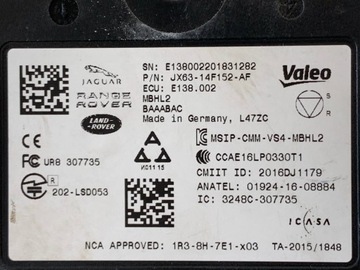 SN: E138002201831282
P/N: JX63-14F152-AF
ECU: E138.002
MBHL2
BAAABAC
Made in Germany, L47ZC
Valeo
JAGUAR
RANGE
ROVER
LAND-
ROVER
S
R
FC
UR8 307735
NC11 15
MSIP-CMM-VS4-MBHL2
CCAE16LP0330T1
CMIIT ID: 2016DJ1179
ANATEL: 01924-16-08884
IC: 3248C-307735
R
202-LSD053
ICASA
NCA APPROVED: 1R3-8H-7E1-x03
TA-2015/1848